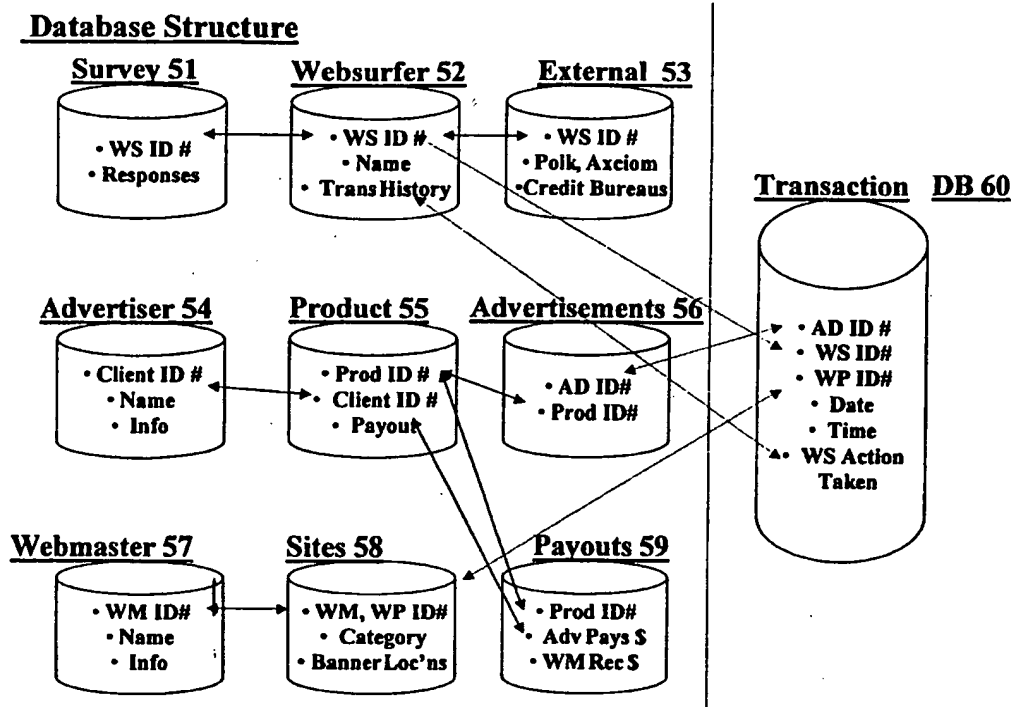 Database Structure
Survey 51
• WS ID #
• Responses
Websurfer 52
• WS ID #
• Name
• Trans History
External 53
• WS ID #
• Polk, Axciom
• Credit Bureaus
Transaction DB 60
• AD ID #
• WS ID#
• WP ID#
• Date
• Time
• WS Action
Taken
Advertiser 54
• Client ID #
• Name
• Info
Product 55
• Prod ID #
• Client ID #
• Payout
Advertisements 56
• AD ID#
• Prod ID#
Webmaster 57
• WM ID#
• Name
• Info
Sites 58
• WM, WP ID#
• Category
• Banner Loc'ns
Payouts 59
• Prod ID#
• Adv Pays $
• WM Rec $